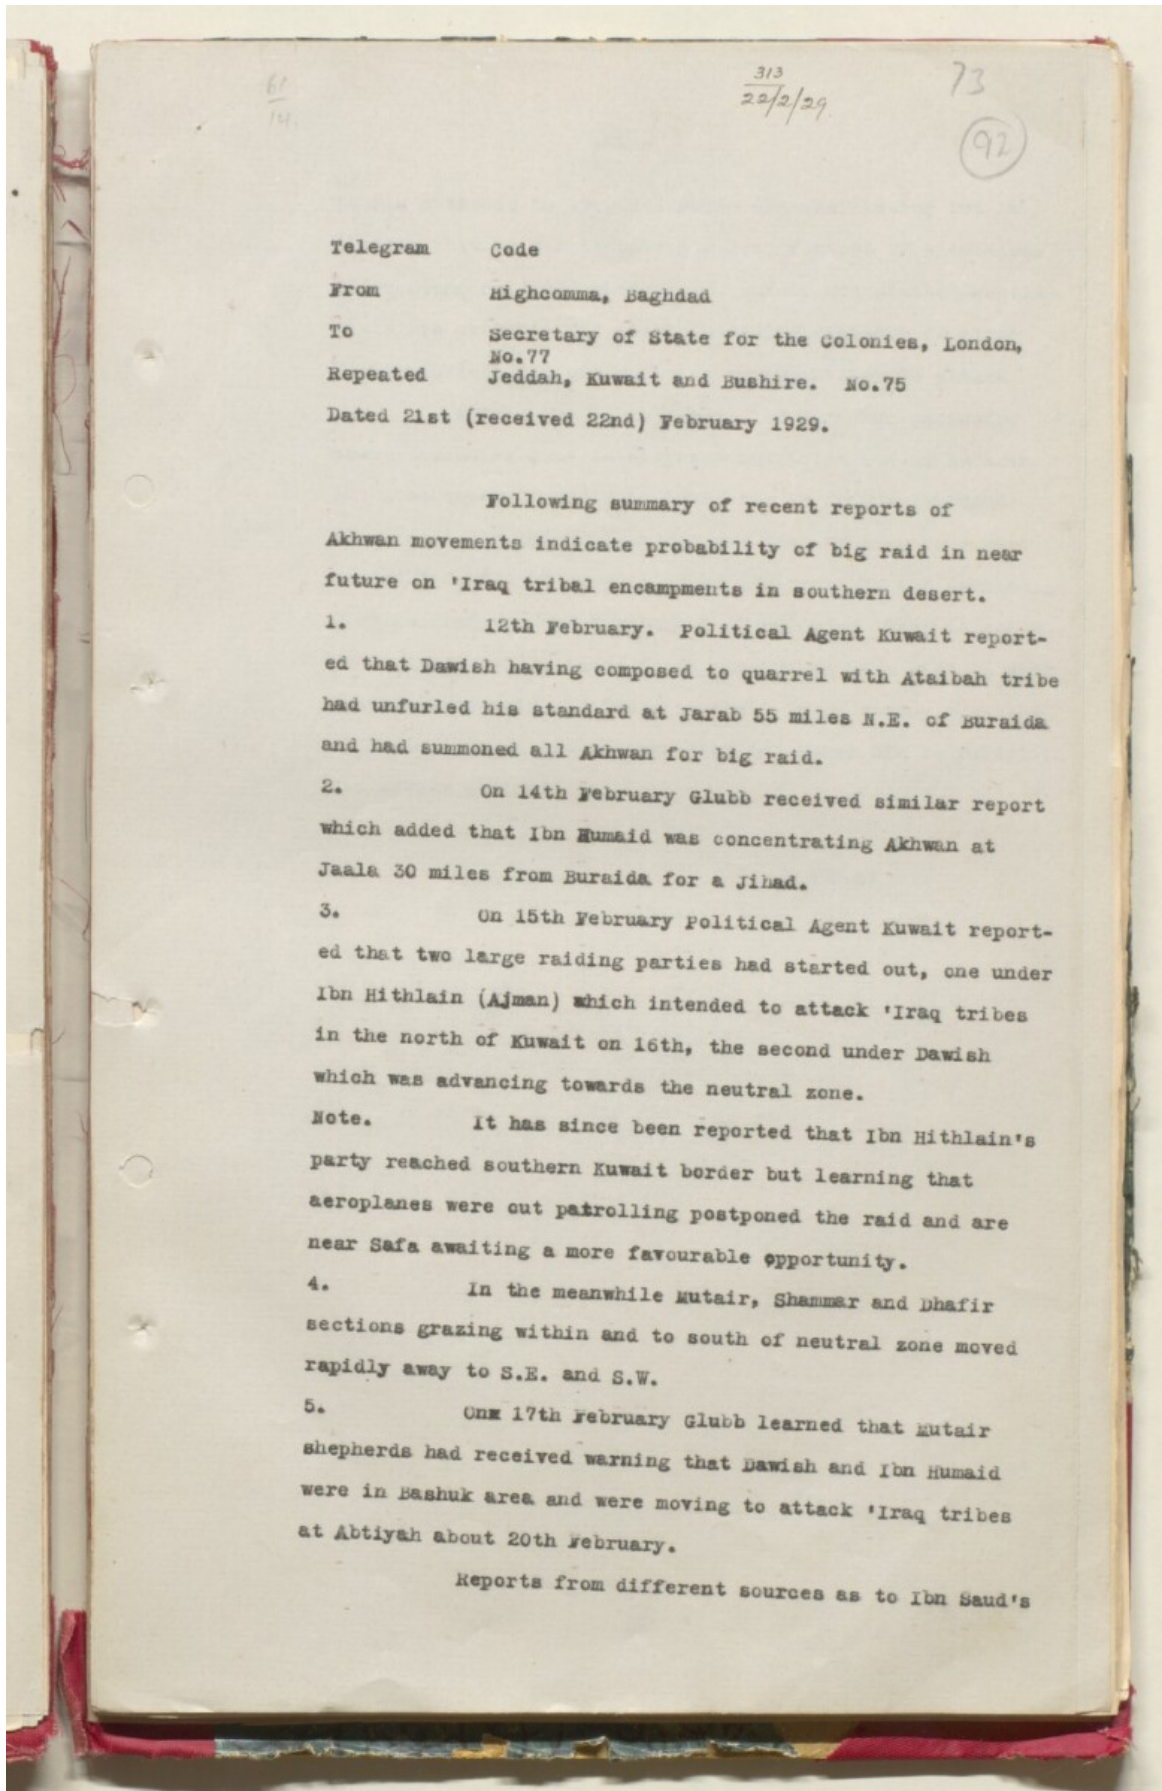 61
14.
313
22/2/29
73
92
Telegram Code
From Highcomma, Baghdad
To Secretary of State for the Colonies, London,
No.77
Repeated Jeddah, Kuwait and Bushire. No.75
Dated 21st (received 22nd) February 1929.
Following summary of recent reports of
Akhwan movements indicate probability of big raid in near
future on 'Iraq tribal encampments in southern desert.
1. 12th February. Political Agent Kuwait report-
ed that Dawish having composed to quarrel with Ataibah tribe
had unfurled his standard at Jarab 55 miles N.E. of Buraida
and had summoned all Akhwan for big raid.
2. On 14th February Glubb received similar report
which added that Ibn Humaid was concentrating Akhwan at
Jaala 30 miles from Buraida for a Jihad.
3. On 15th February Political Agent Kuwait report-
ed that two large raiding parties had started out, one under
Ibn Hithlain (Ajman) which intended to attack 'Iraq tribes
in the north of Kuwait on 16th, the second under Dawish
which was advancing towards the neutral zone.
Note. It has since been reported that Ibn Hithlain's
party reached southern Kuwait border but learning that
aeroplanes were out patrolling postponed the raid and are
near Safa awaiting a more favourable opportunity.
4. In the meanwhile Mutair, Shammar and Dhafir
sections grazing within and to south of neutral zone moved
rapidly away to S.E. and S.W.
5. Onx 17th February Glubb learned that Mutair
shepherds had received warning that Dawish and Ibn Humaid
were in Bashuk area and were moving to attack 'Iraq tribes
at Abtiyah about 20th February.
Reports from different sources as to Ibn Saud's